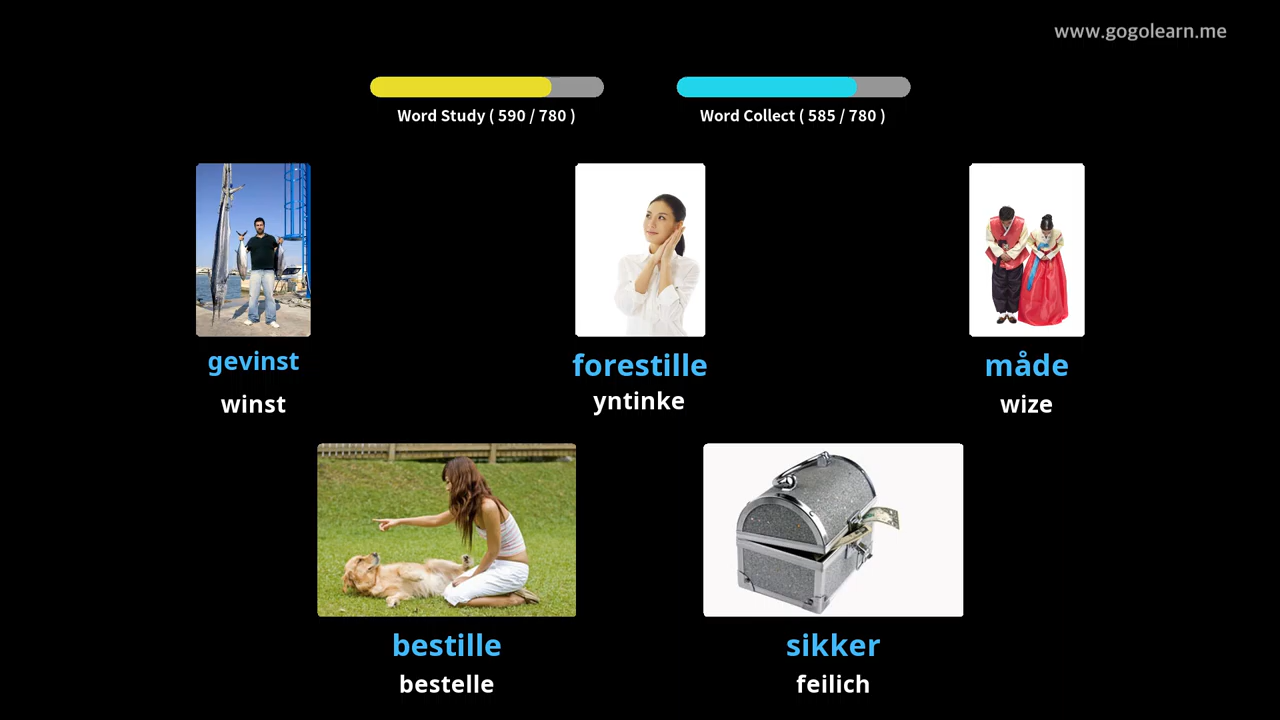 www.gogolearn.me
Word Study ( 590 / 780 )
Word Collect ( 585 / 780 )
gevinst
winst
forestille
yntinke
måde
wize
bestille
bestelle
sikker
feilich